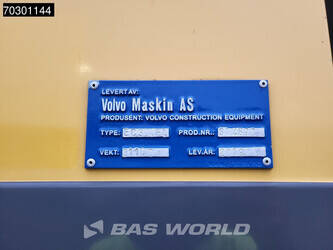 70301144
LEVERT AV:
Volvo Maskin AS
PRODUSENT: VOLVO CONSTRUCTION EQUIPMENT
TYPE: PROD.NR.:
VEKT: LEV.ÅR.:
BAS WORLD